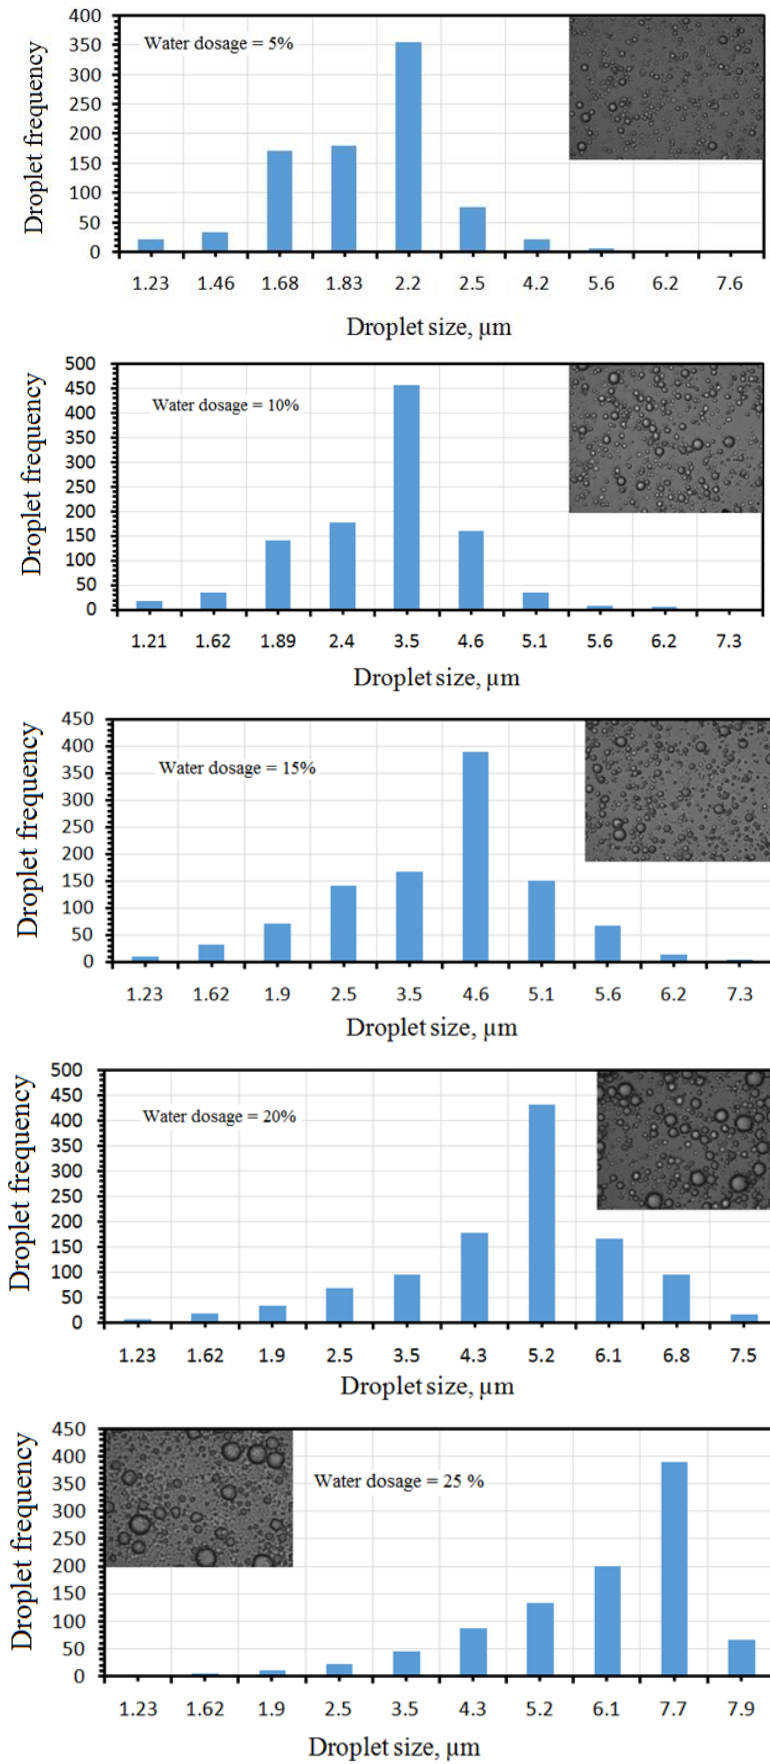 400
350
300
250
200
150
100
50
0
Droplet frequency
Water dosage = 5%
1.23 1.46 1.68 1.83 2.2 2.5 4.2 5.6 6.2 7.6
Droplet size, µm
500
450
400
350
300
250
200
150
100
50
0
Droplet frequency
Water dosage = 10%
1.21 1.62 1.89 2.4 3.5 4.6 5.1 5.6 6.2 7.3
Droplet size, µm
450
400
350
300
250
200
150
100
50
0
Droplet frequency
Water dosage = 15%
1.23 1.62 1.9 2.5 3.5 4.6 5.1 5.6 6.2 7.3
Droplet size, µm
500
450
400
350
300
250
200
150
100
50
0
Droplet frequency
Water dosage = 20%
1.23 1.62 1.9 2.5 3.5 4.3 5.2 6.1 6.8 7.5
Droplet size, µm
450
400
350
300
250
200
150
100
50
0
Droplet frequency
Water dosage = 25 %
1.23 1.62 1.9 2.5 3.5 4.3 5.2 6.1 7.7 7.9
Droplet size, µm